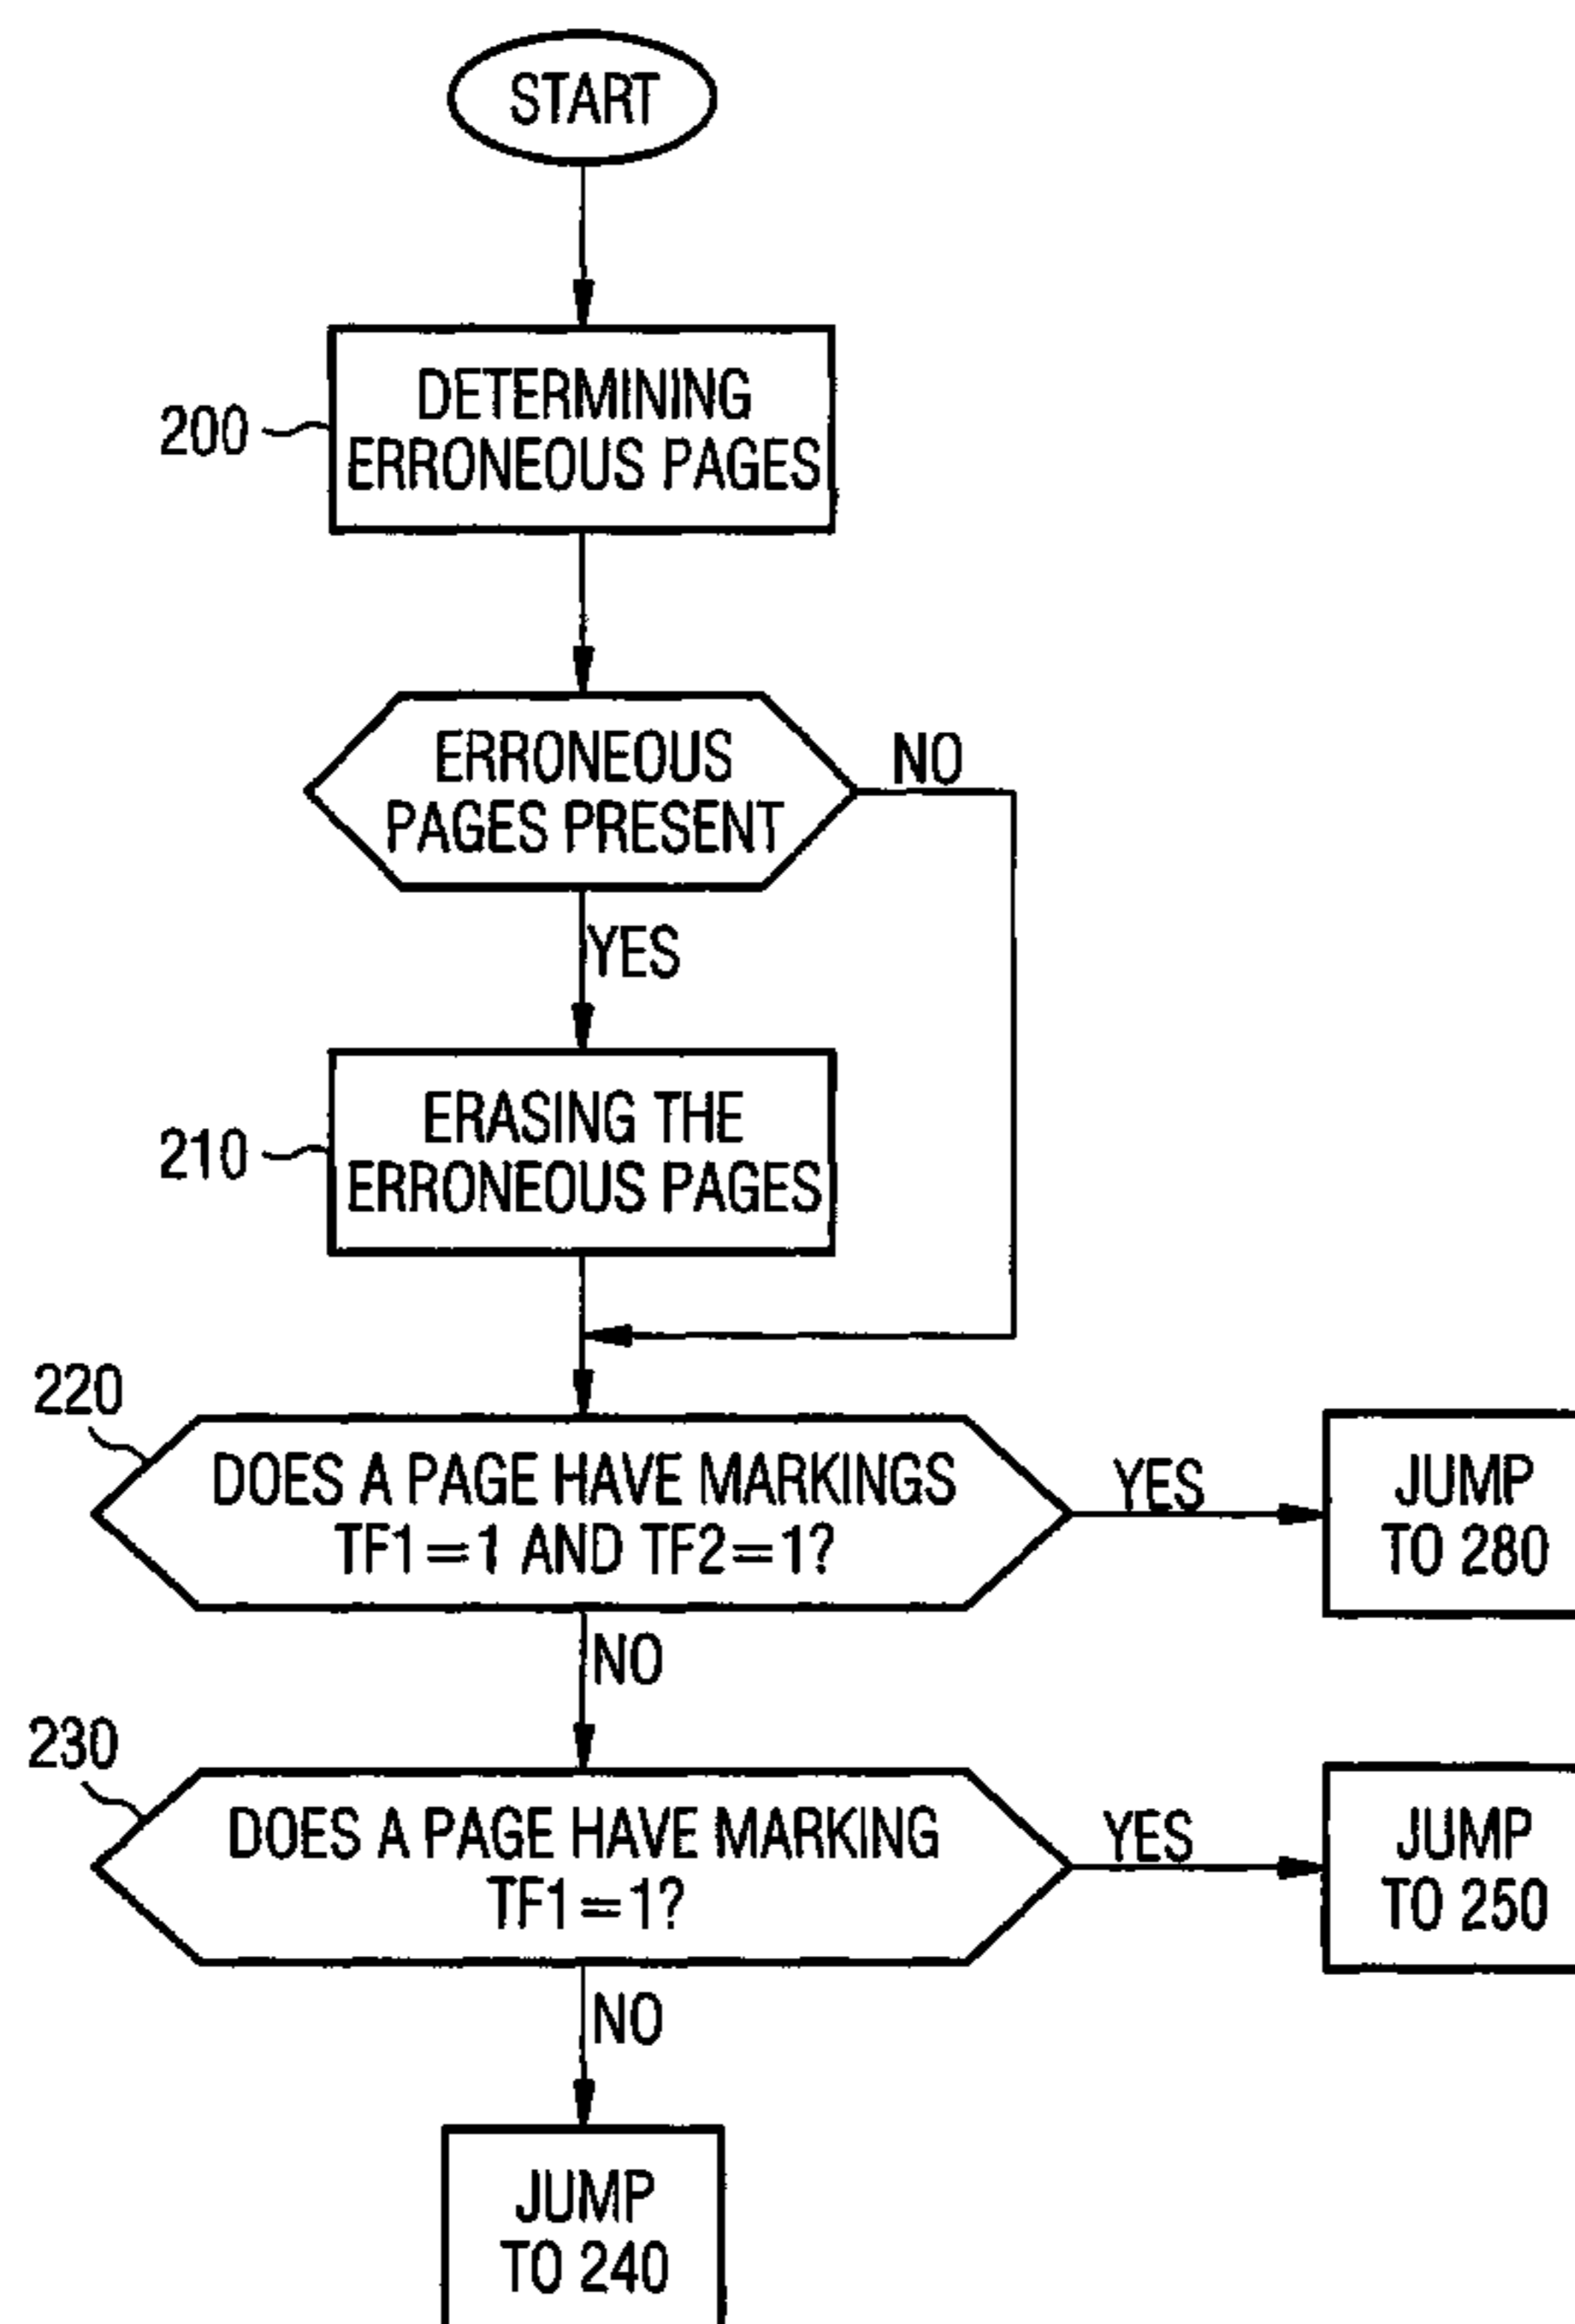 START
200
DETERMINING
ERRONEOUS PAGES
ERRONEOUS
PAGES PRESENT
NO
YES
210
ERASING THE
ERRONEOUS PAGES
220
DOES A PAGE HAVE MARKINGS
TF1=1 AND TF2=1?
YES
JUMP
TO 280
NO
230
DOES A PAGE HAVE MARKING
TF1=1?
YES
JUMP
TO 250
NO
JUMP
TO 240